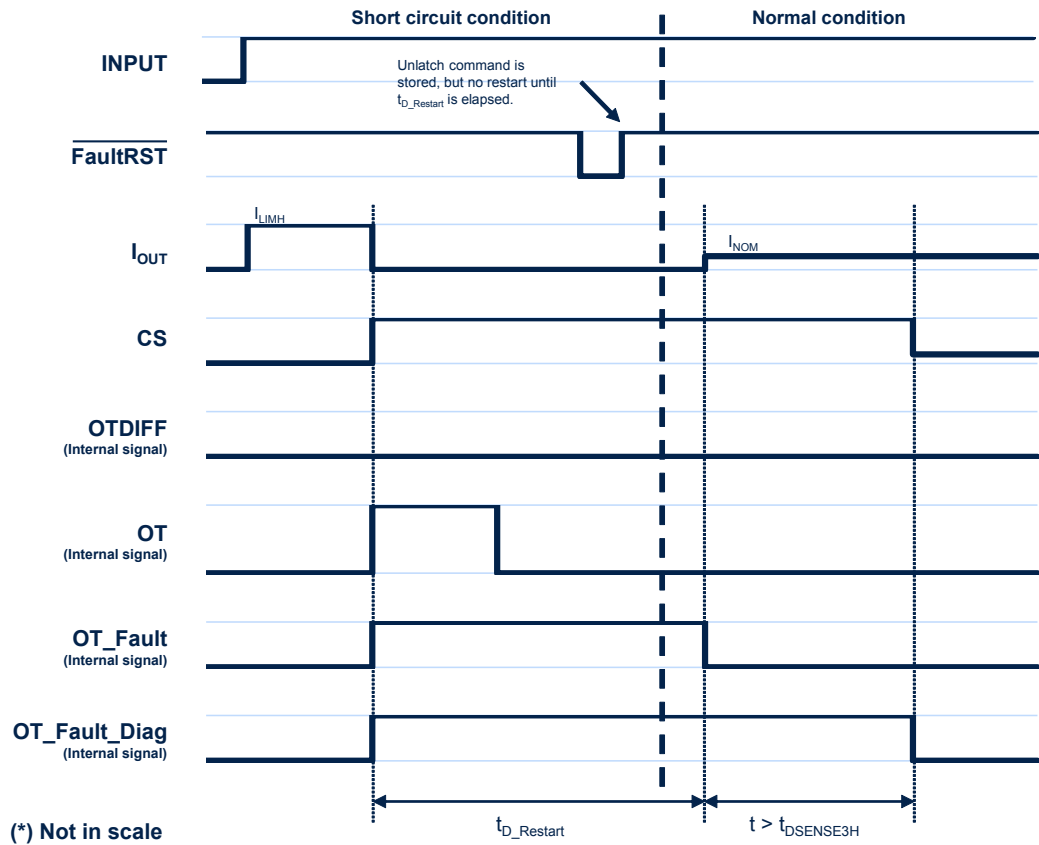 Short circuit condition
Normal condition
INPUT
Unlatch command is
stored, but no restart until
tD_Restart is elapsed.
FaultRST
ILIMH
INOM
IOUT
CS
OTDIFF
(Internal signal)
OT
(Internal signal)
OT_Fault
(Internal signal)
OT_Fault_Diag
(Internal signal)
tD_Restart
t > tDSENSE3H
(*) Not in scale